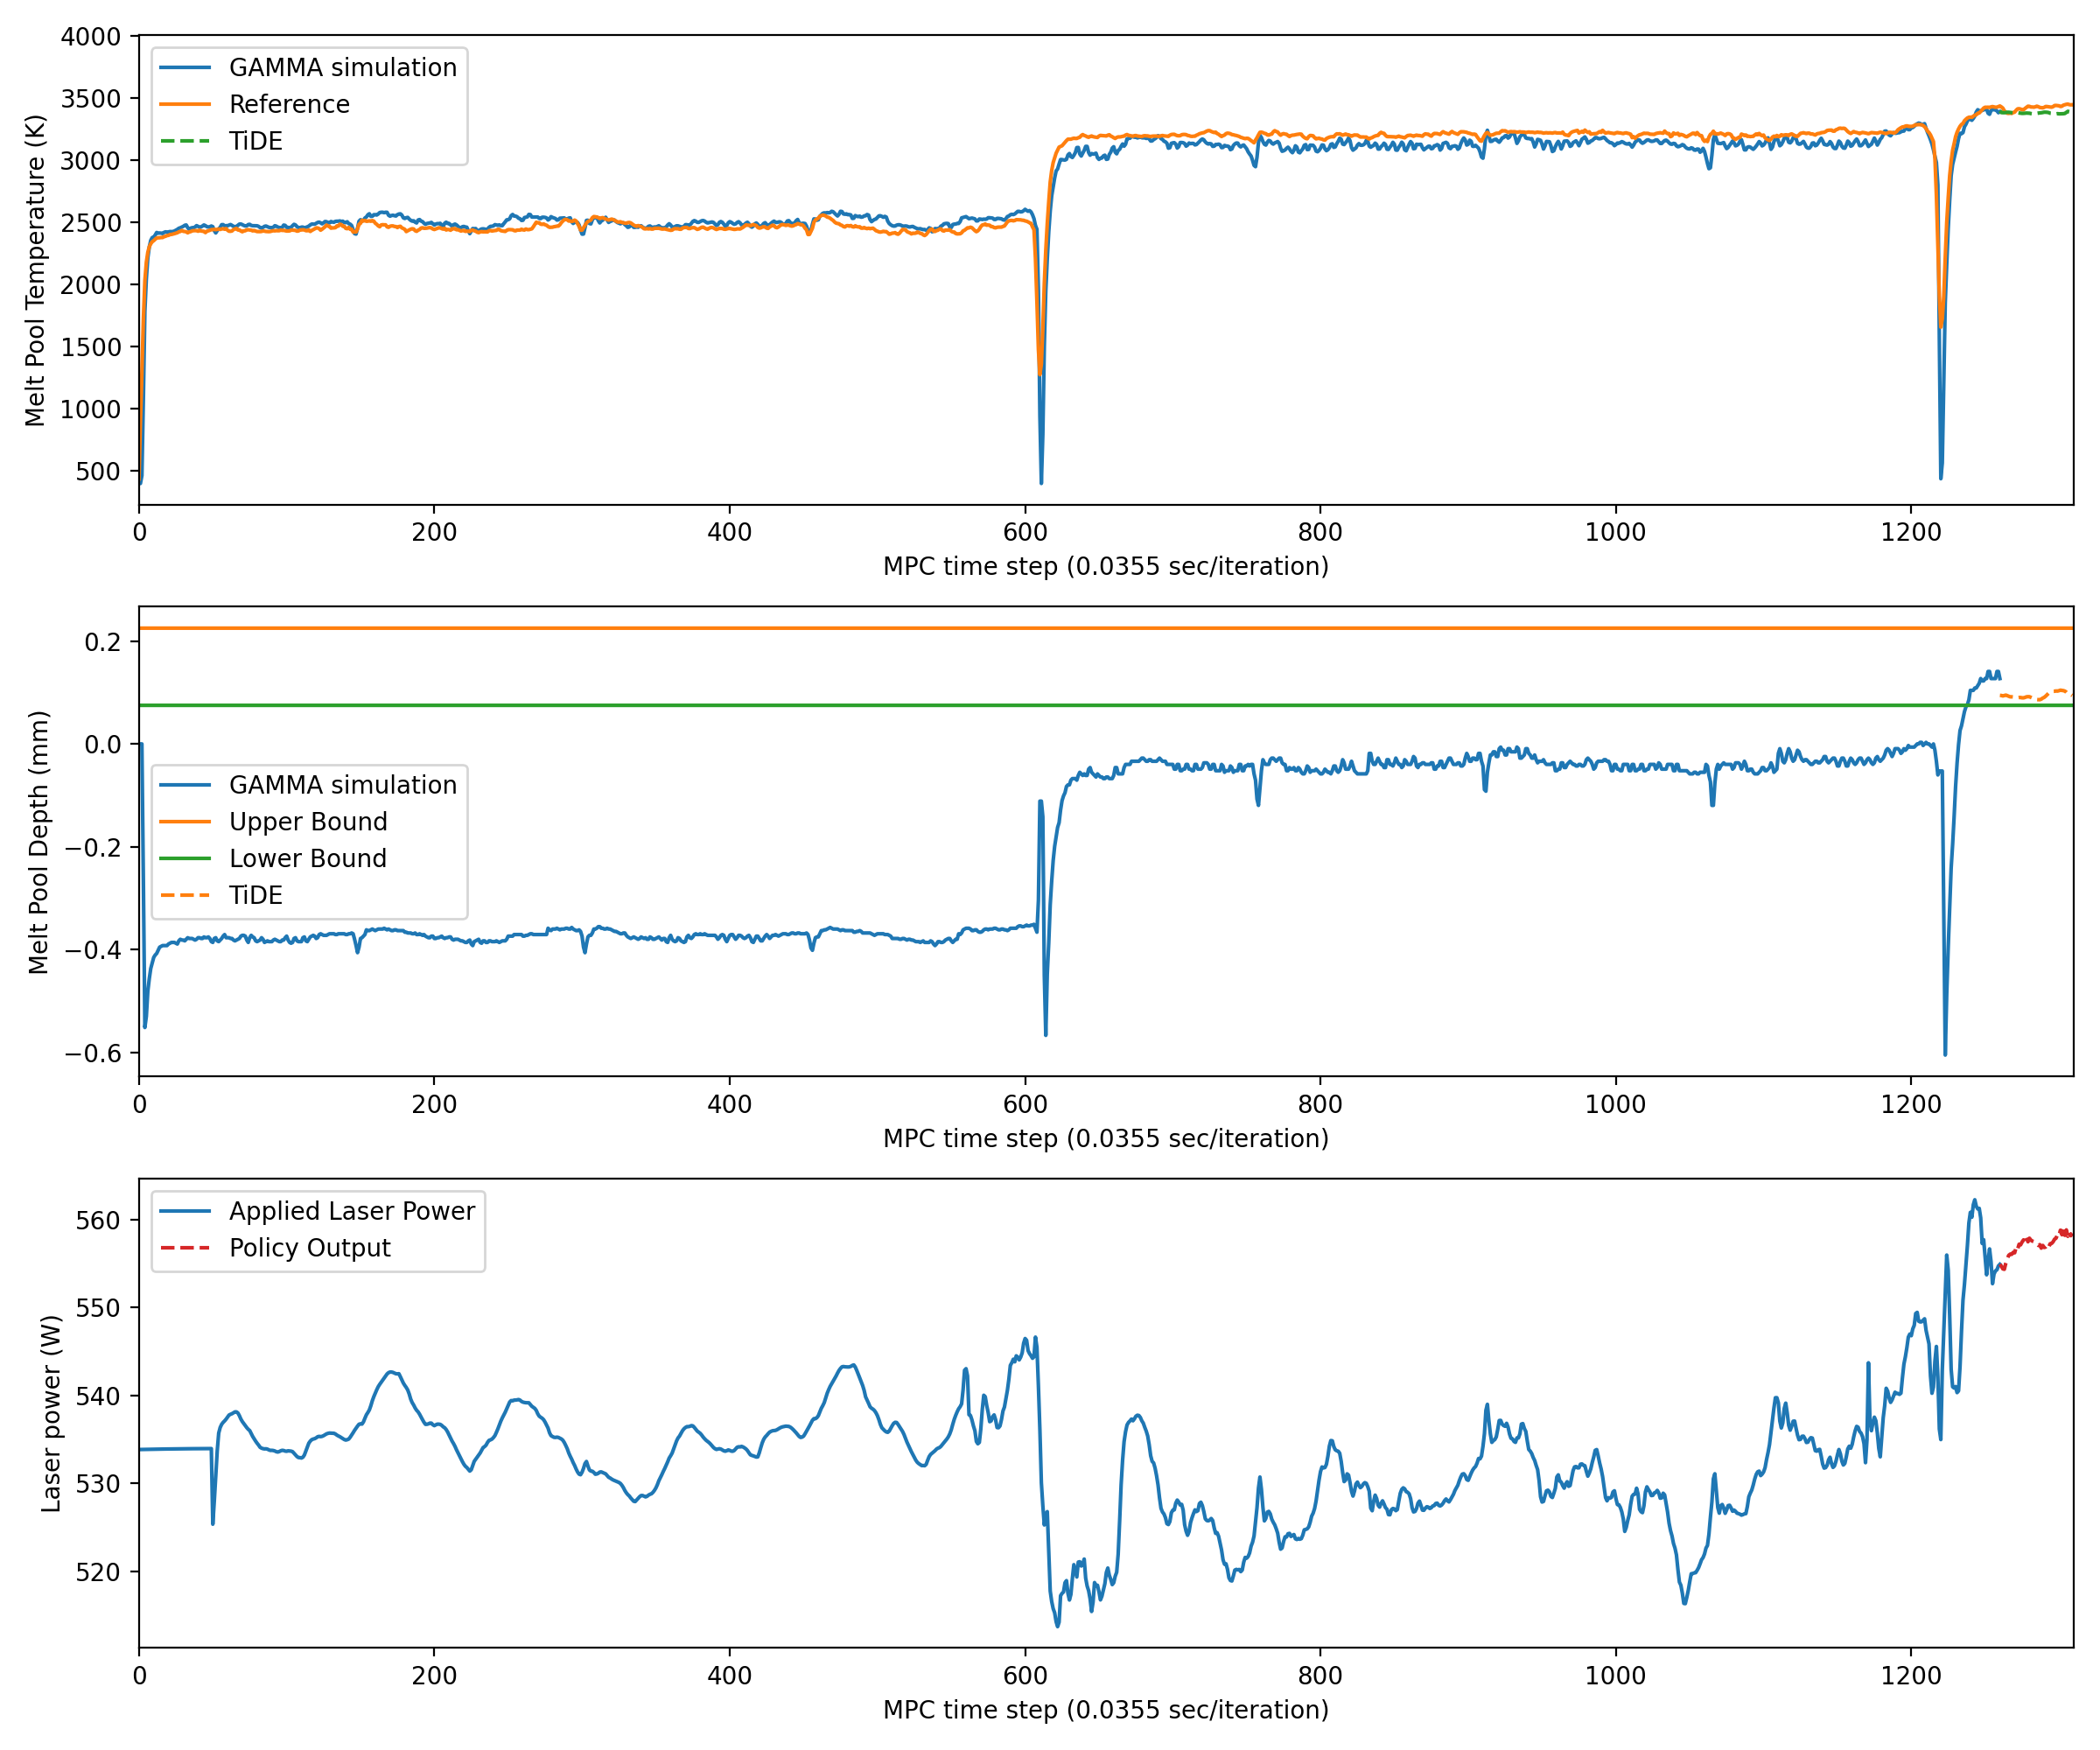 4000
3500
3000
2500
2000
1500
1000
500
Melt Pool Temperature (K)
GAMMA simulation
Reference
TiDE
0 200 400 600 800 1000 1200
MPC time step (0.0355 sec/iteration)
0.2
0.0
−0.2
−0.4
−0.6
Melt Pool Depth (mm)
GAMMA simulation
Upper Bound
Lower Bound
TiDE
0 200 400 600 800 1000 1200
MPC time step (0.0355 sec/iteration)
560
550
540
530
520
Laser power (W)
Applied Laser Power
Policy Output
0 200 400 600 800 1000 1200
MPC time step (0.0355 sec/iteration)